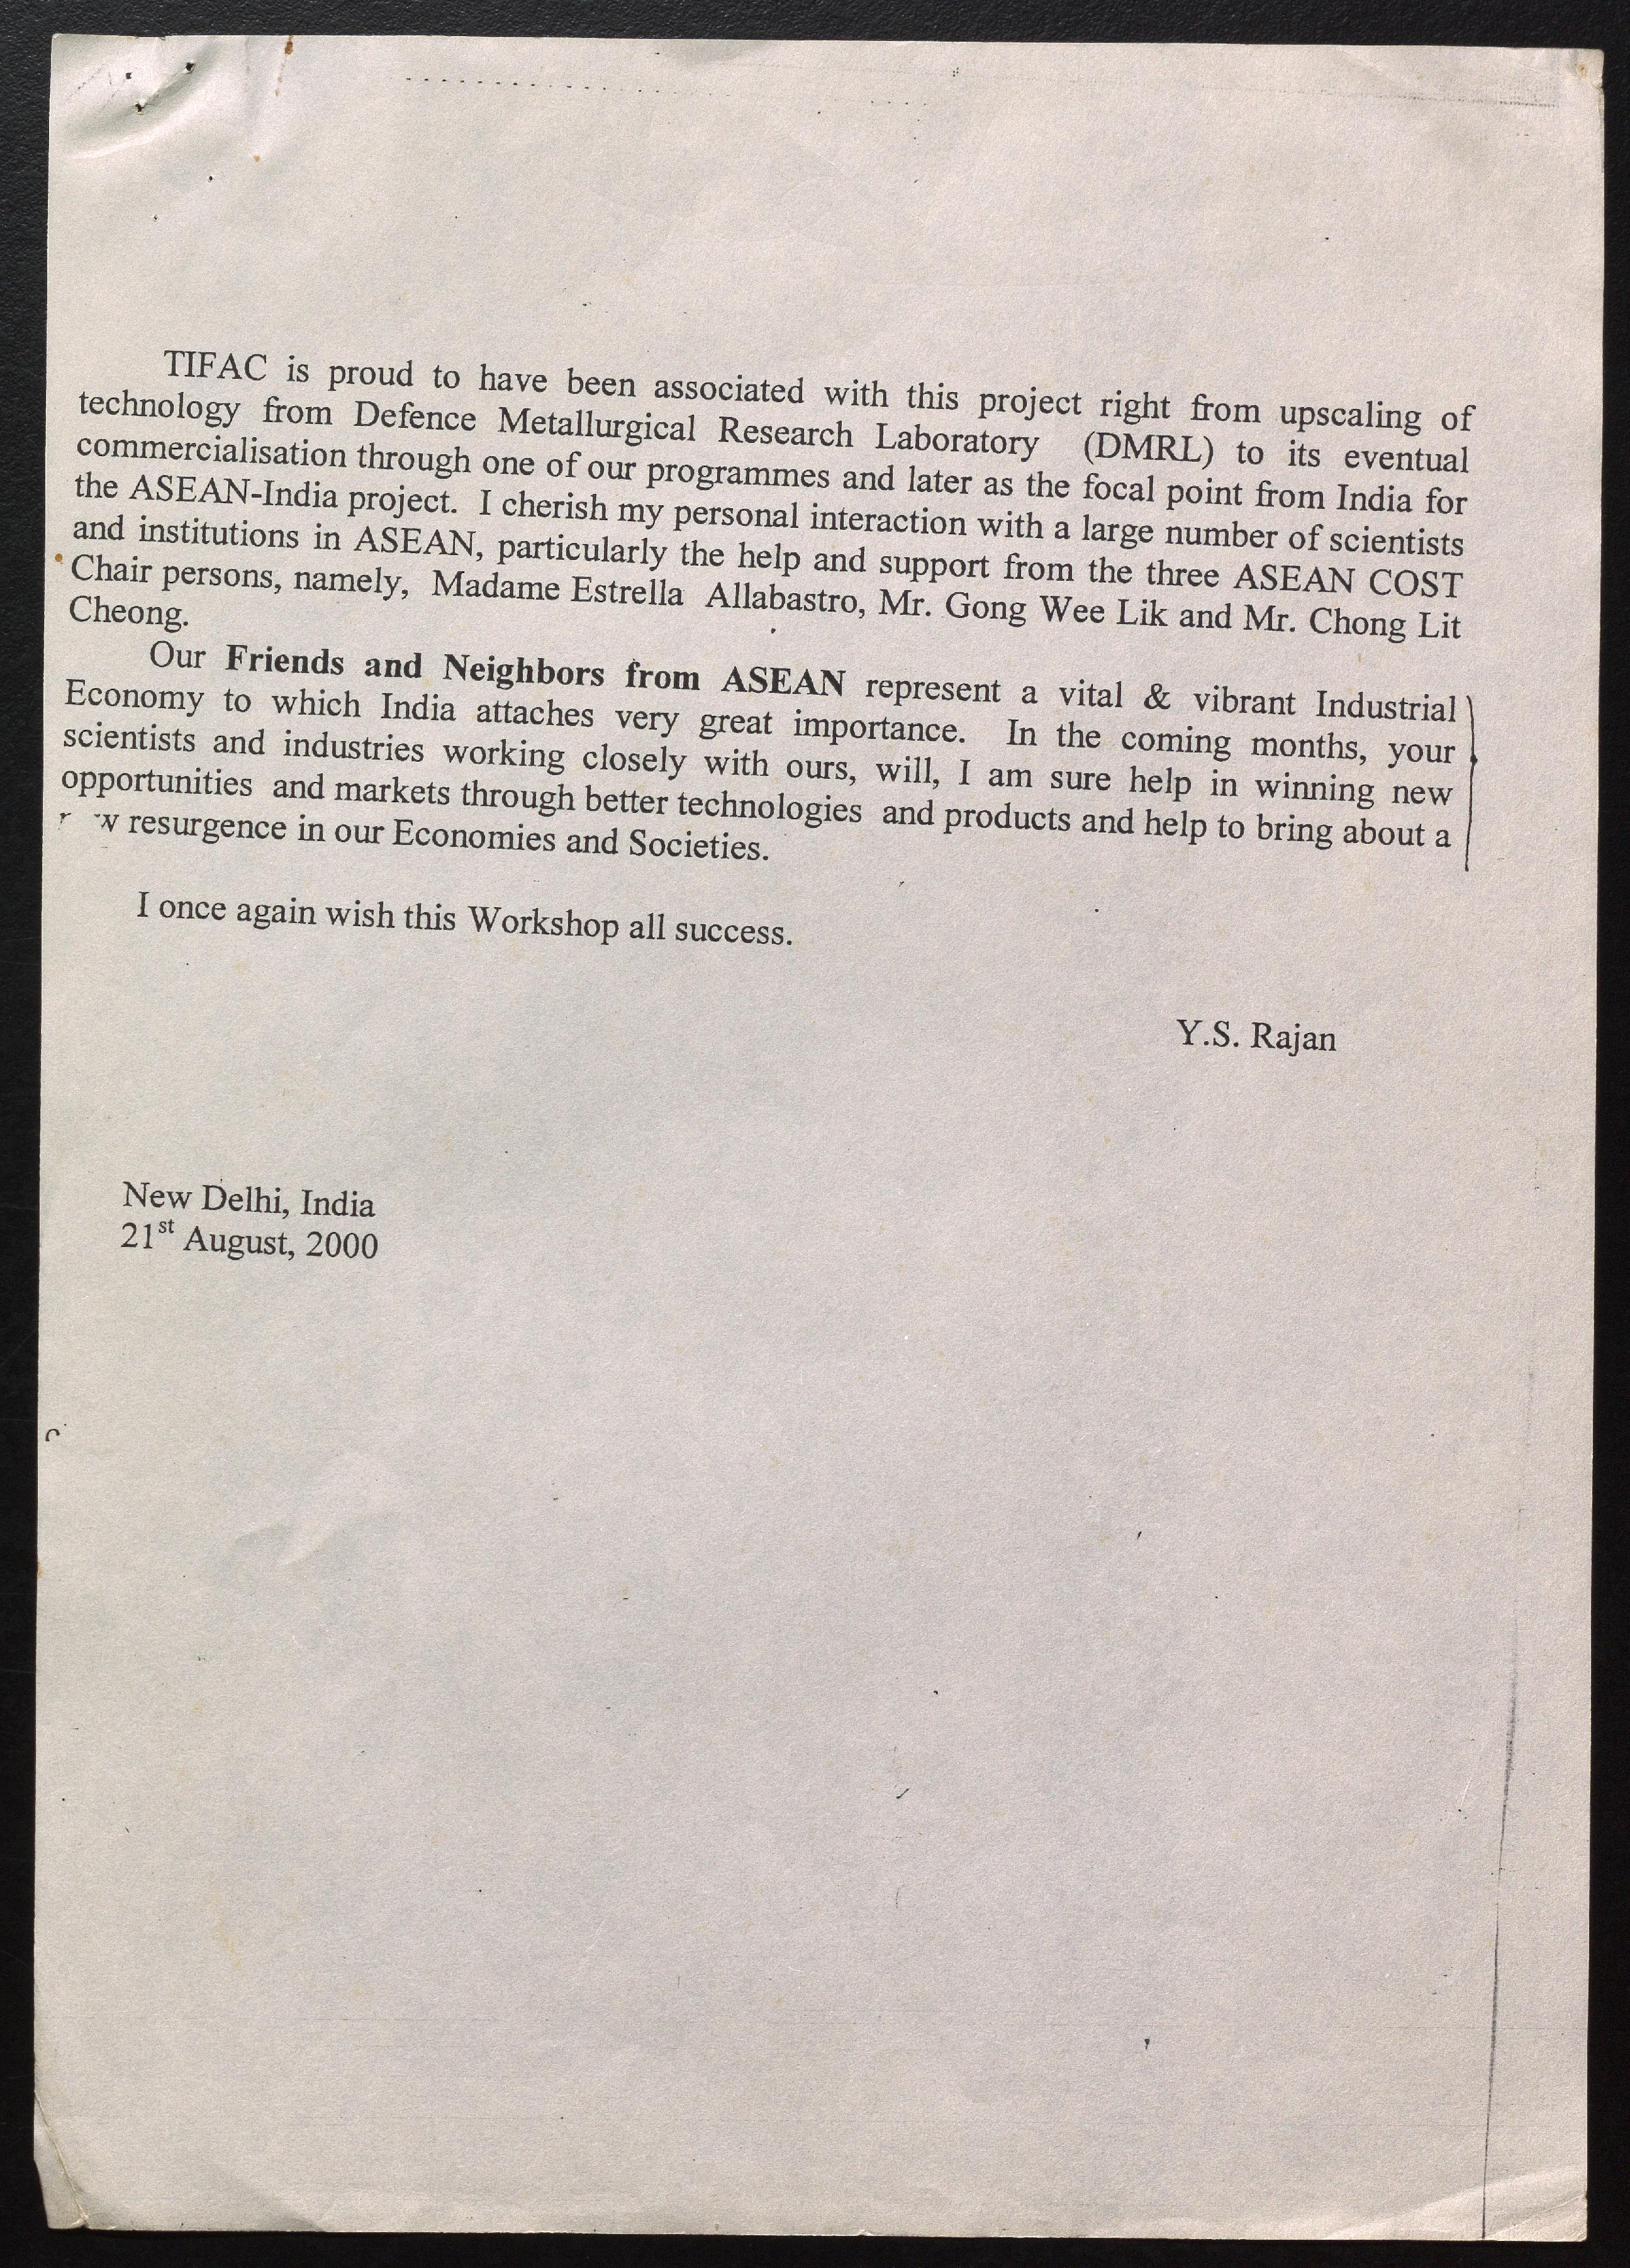 TIFAC is proud to have been associated with this project right from upscaling of
technology from Defence Metallurgical Research Laboratory (DMRL) to its eventual
commercialisation through one of our programmes and later as the focal point from India for
the ASEAN-India project. I cherish my personal interaction with a large number of scientists
and institutions in ASEAN, particularly the help and support from the three ASEAN COST
Chair persons, namely, Madame Estrella Allabastro, Mr. Gong Wee Lik and Mr. Chong Lit
Cheong.
Our Friends and Neighbors from ASEAN represent a vital & vibrant Industrial
Economy to which India attaches very great importance. In the coming months, your
scientists and industries working closely with ours, will, I am sure help in winning new
opportunities and markets through better technologies and products and help to bring about a
resurgence in our Economies and Societies.
I once again wish this Workshop all success.
Y.S. Rajan
New Delhi, India
21st August, 2000